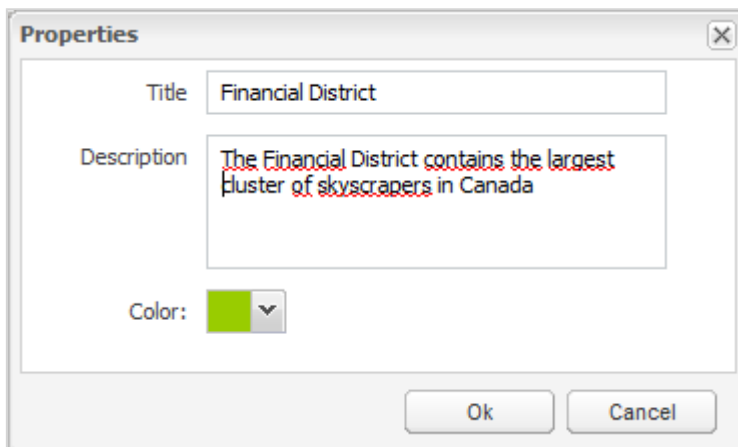 Properties
Title Financial District
Description The Financial District contains the largest
cluster of skyscrapers in Canada
Color:
Ok Cancel